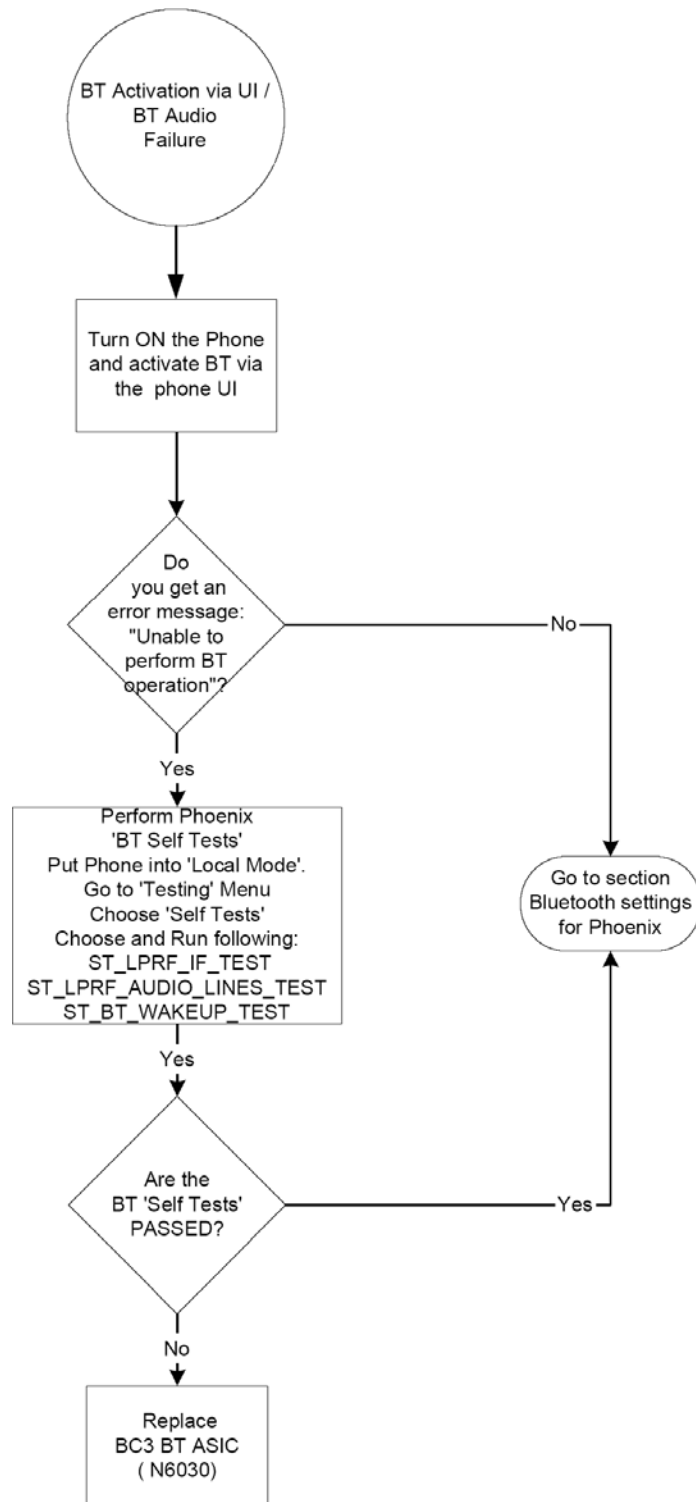 BT Activation via UI /
BT Audio
Failure
Turn ON the Phone
and activate BT via
the phone UI
Do
you get an
error message:
"Unable to
perform BT
operation"?
No
Yes
Perform Phoenix
'BT Self Tests'
Put Phone into 'Local Mode'.
Go to 'Testing' Menu
Choose 'Self Tests'
Choose and Run following:
ST_LPRF_IF_TEST
ST_LPRF_AUDIO_LINES_TEST
ST_BT_WAKEUP_TEST
Go to section
Bluetooth settings
for Phoenix
Yes
Are the
BT 'Self Tests'
PASSED?
Yes
No
Replace
BC3 BT ASIC
( N6030)